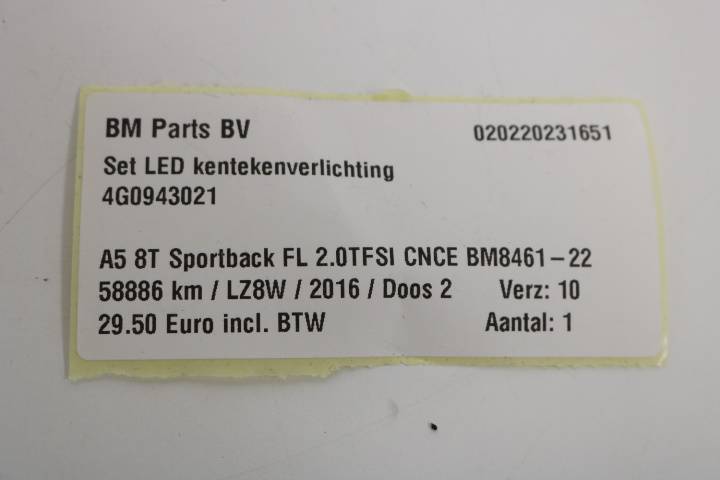 BM Parts BV 020220231651
Set LED kentekenverlichting
4G0943021
A5 8T Sportback FL 2.0TFSI CNCE BM8461-22
58886 km / LZ8W / 2016 / Doos 2 Verz: 10
29.50 Euro incl. BTW Aantal: 1